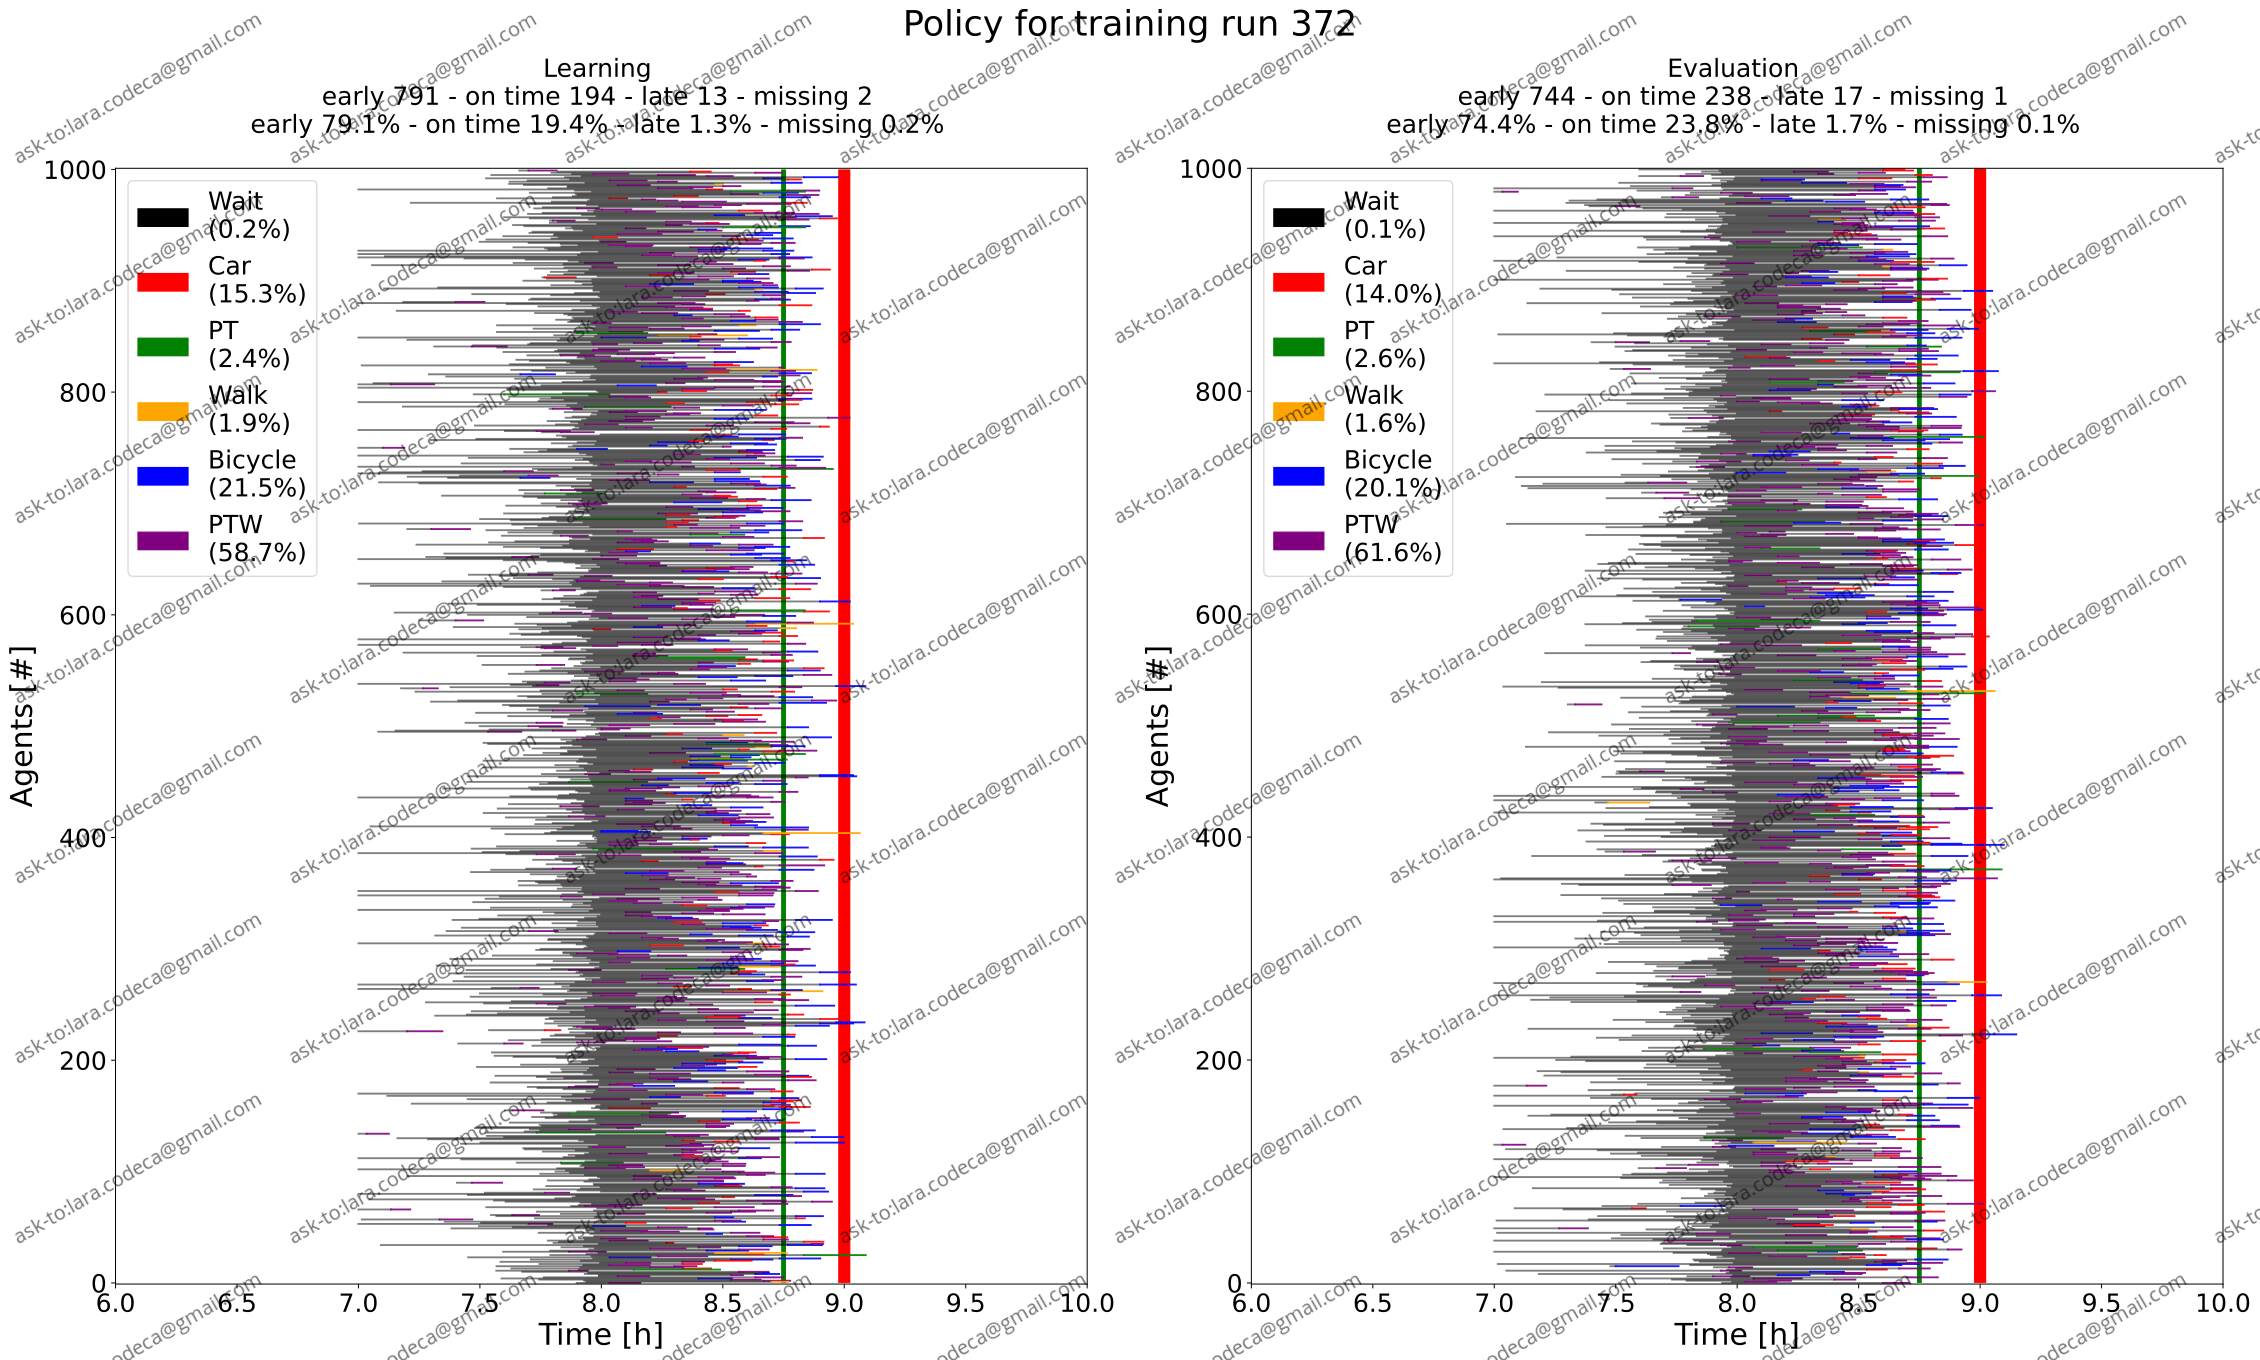 Policy for training run 372
Learning
early 791 - on time 194 - late 13 - missing 2
early 79.1% - on time 19.4% - late 1.3% - missing 0.2%
Evaluation
early 744 - on time 238 - late 17 - missing 1
early 74.4% - on time 23.8% - late 1.7% - missing 0.1%
Agents [#]
1000
800
600
400
200
0
Wait
(0.2%)
Car
(15.3%)
PT
(2.4%)
Walk
(1.9%)
Bicycle
(21.5%)
PTW
(58.7%)
6.0 6.5 7.0 7.5 8.0 8.5 9.0 9.5 10.0
Time [h]
Agents [#]
1000
800
600
400
200
0
Wait
(0.1%)
Car
(14.0%)
PT
(2.6%)
Walk
(1.6%)
Bicycle
(20.1%)
PTW
(61.6%)
6.0 6.5 7.0 7.5 8.0 8.5 9.0 9.5 10.0
Time [h]
ask-to:lara.codeca@gmail.com